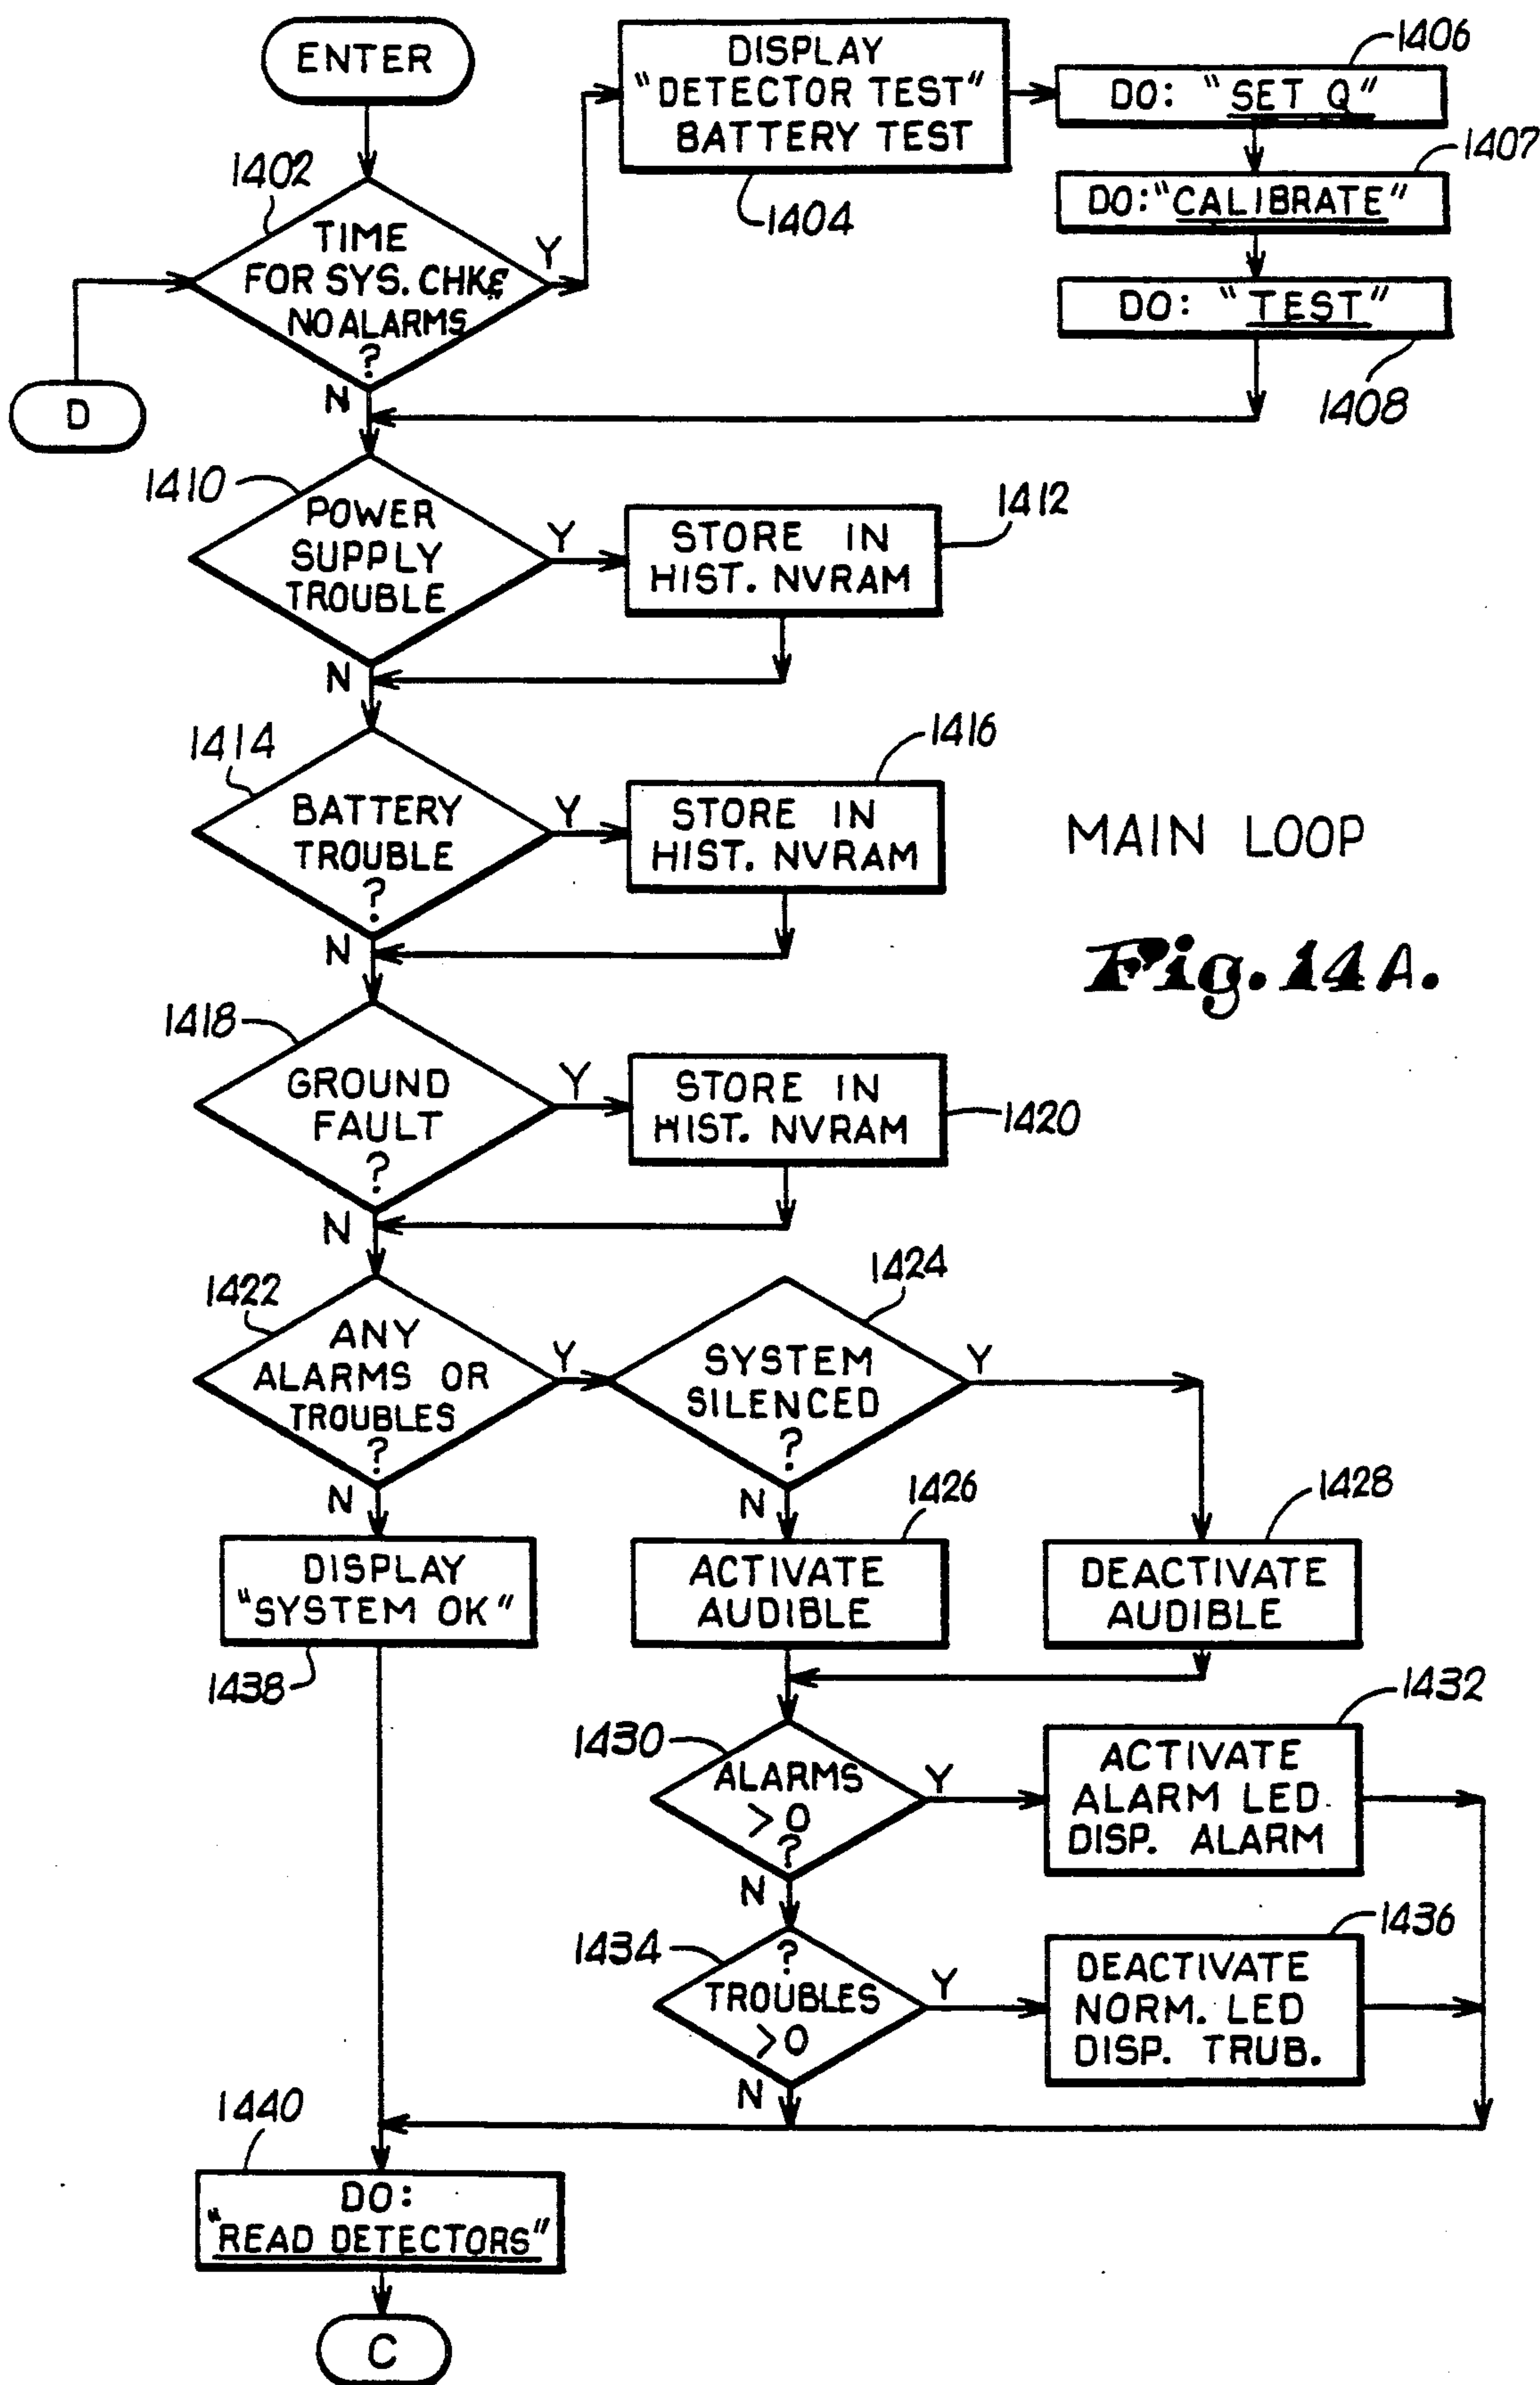 ENTER
1402
TIME
FOR SYS. CHK &
NO ALARMS
?
Y
N
D
DISPLAY
"DETECTOR TEST"
BATTERY TEST
1404
1406
DO: "SET Q"
1407
DO: "CALIBRATE"
DO: "TEST"
1408
1410
POWER
SUPPLY
TROUBLE
Y
N
1412
STORE IN
HIST. NVRAM
1414
BATTERY
TROUBLE
?
Y
N
1416
STORE IN
HIST. NVRAM
MAIN LOOP
Fig. 14A.
1418
GROUND
FAULT
?
Y
N
STORE IN
HIST. NVRAM
1420
1422
ANY
ALARMS OR
TROUBLES
?
Y
N
1424
SYSTEM
SILENCED
?
Y
N
1426
ACTIVATE
AUDIBLE
1428
DEACTIVATE
AUDIBLE
DISPLAY
"SYSTEM OK"
1438
1430
ALARMS
>0
?
Y
N
1432
ACTIVATE
ALARM LED
DISP. ALARM
1434
?
TROUBLES
>0
Y
N
1436
DEACTIVATE
NORM. LED
DISP. TRUB.
1440
DO:
"READ DETECTORS"
C